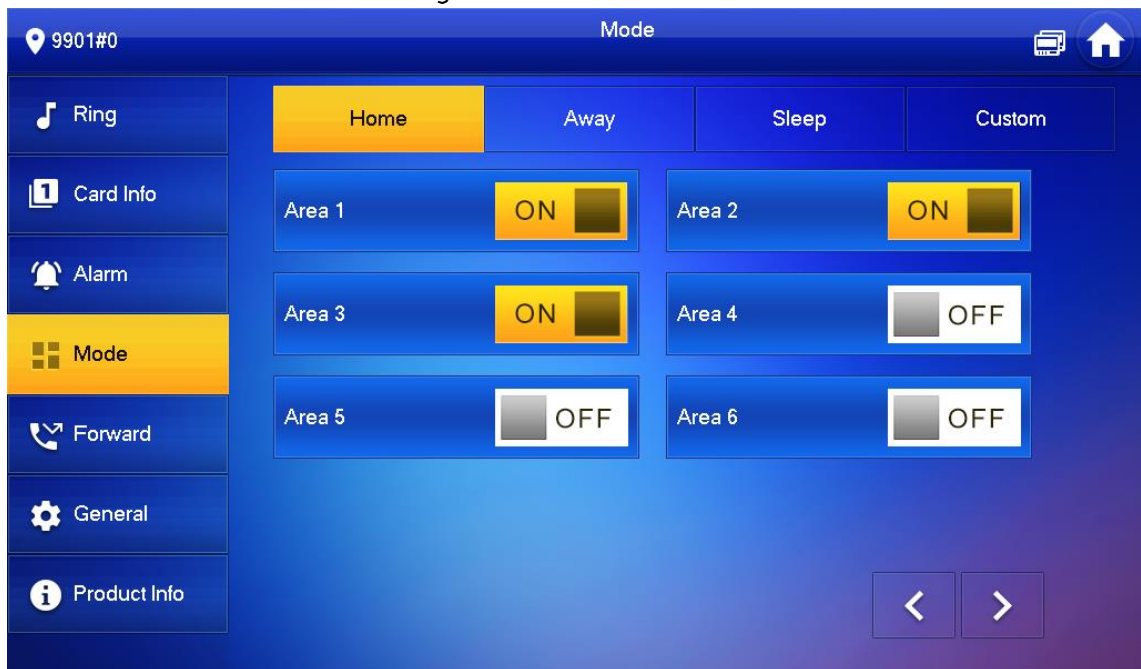 9901#0
Mode
Ring
Card Info
Alarm
Mode
Forward
General
Product Info
Home Away Sleep Custom
Area 1 ON Area 2 ON
Area 3 ON Area 4 OFF
Area 5 OFF Area 6 OFF